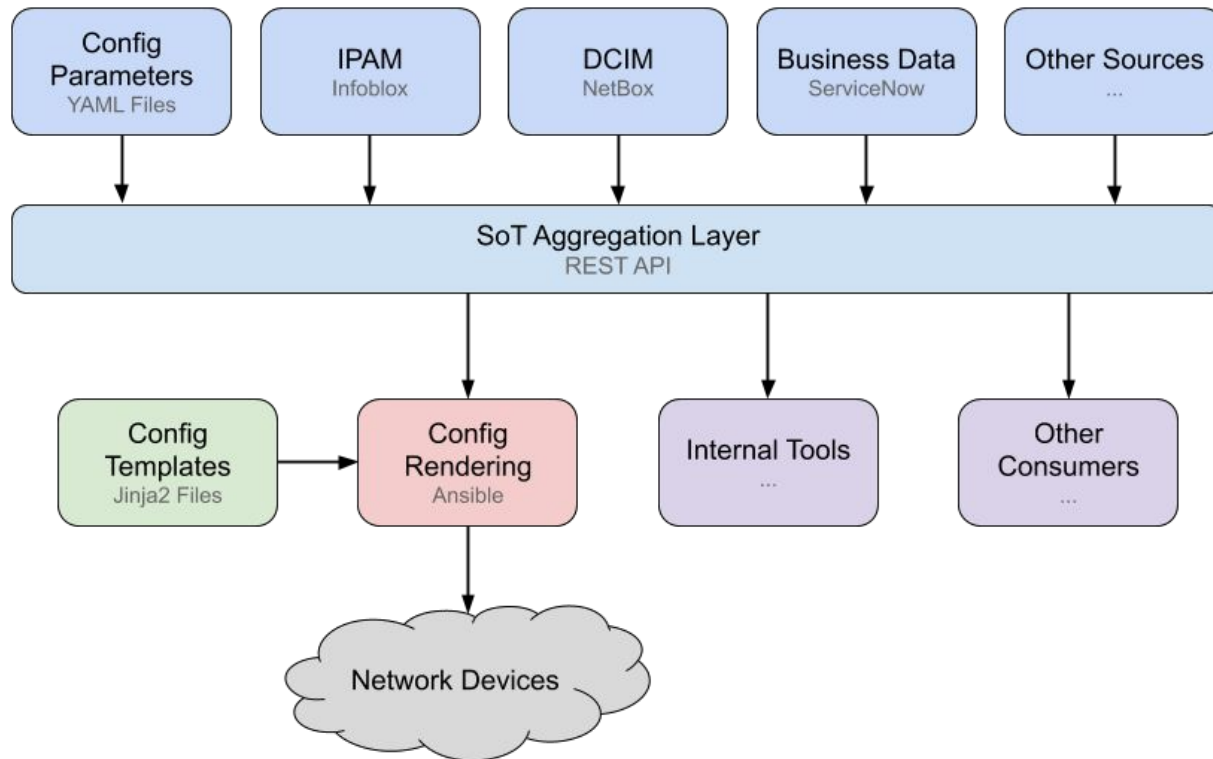 Config
Parameters
YAML Files
IPAM
Infoblox
DCIM
NetBox
Business Data
ServiceNow
Other Sources
...
SoT Aggregation Layer
REST API
Config
Templates
Jinja2 Files
Config
Rendering
Ansible
Internal Tools
...
Other
Consumers
...
Network Devices